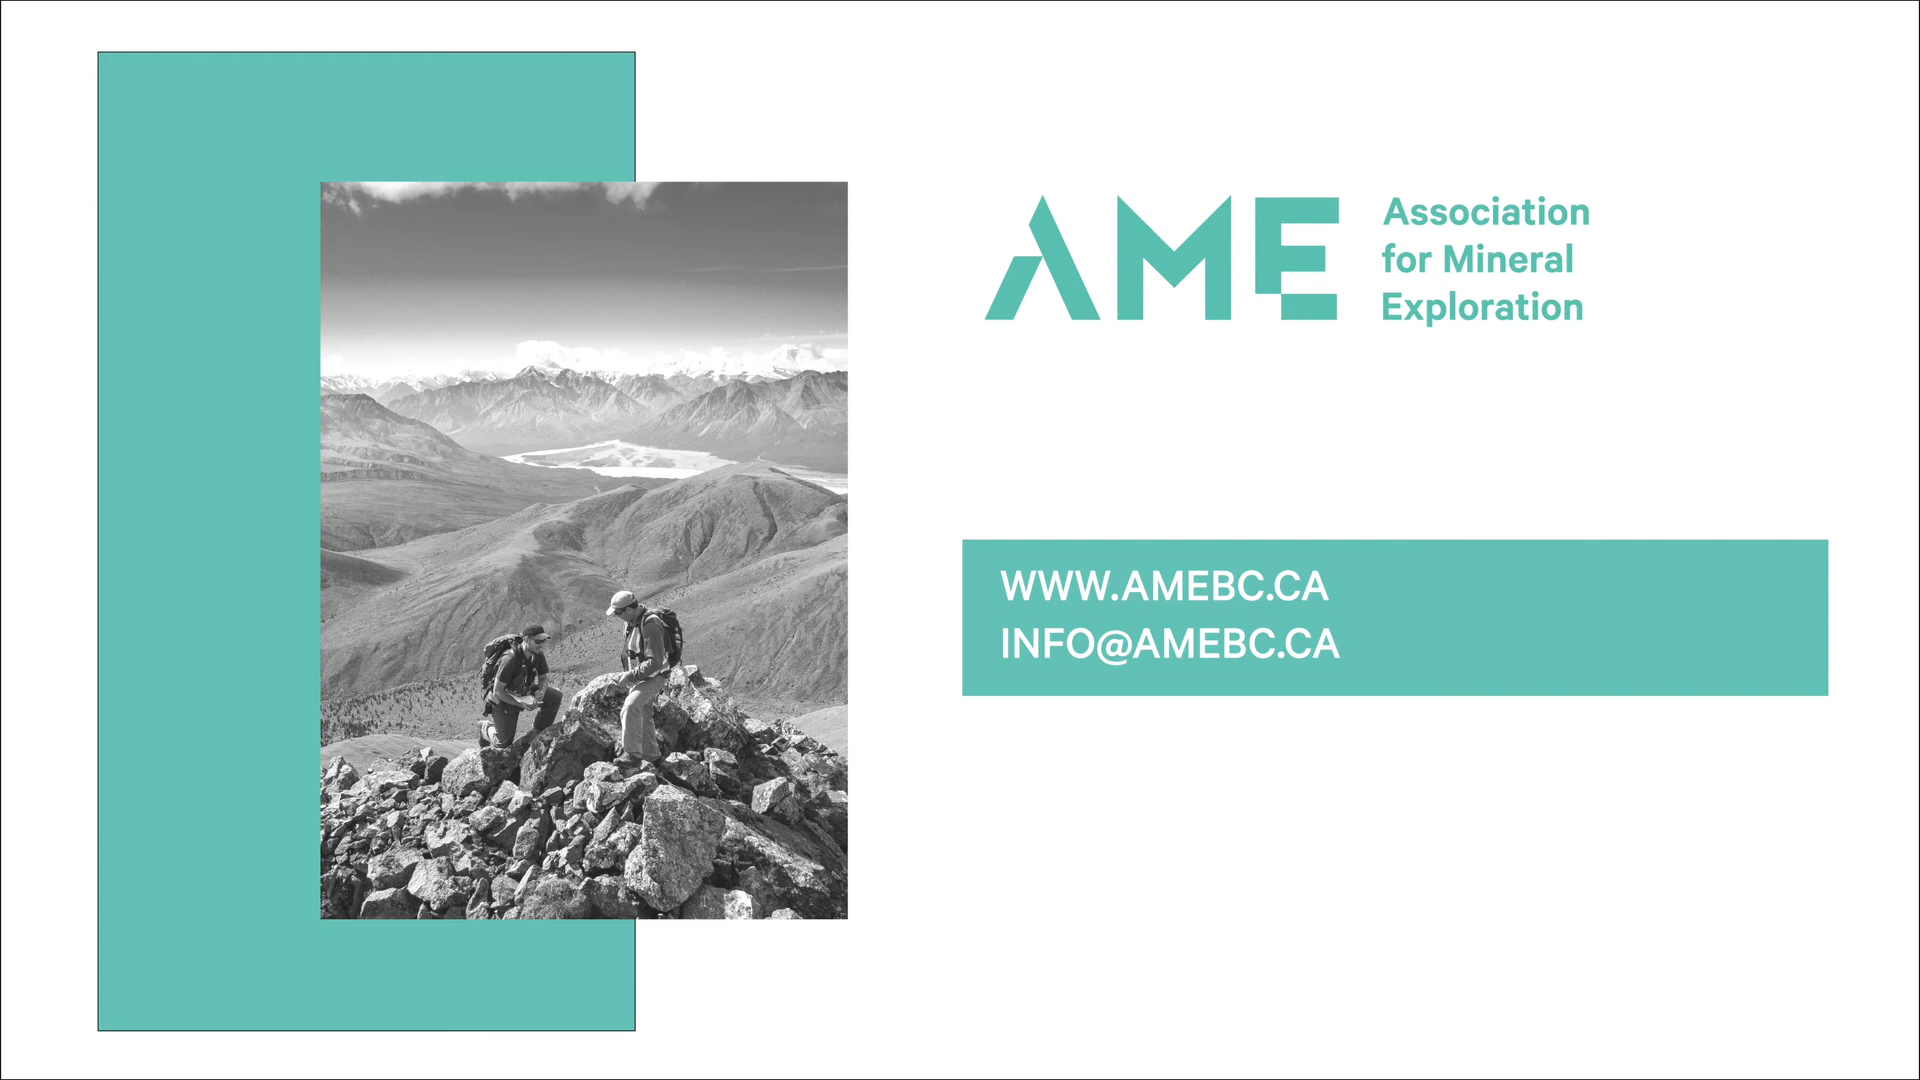 AME
Association
for Mineral
Exploration
WWW.AMEBC.CA
INFO@AMEBC.CA